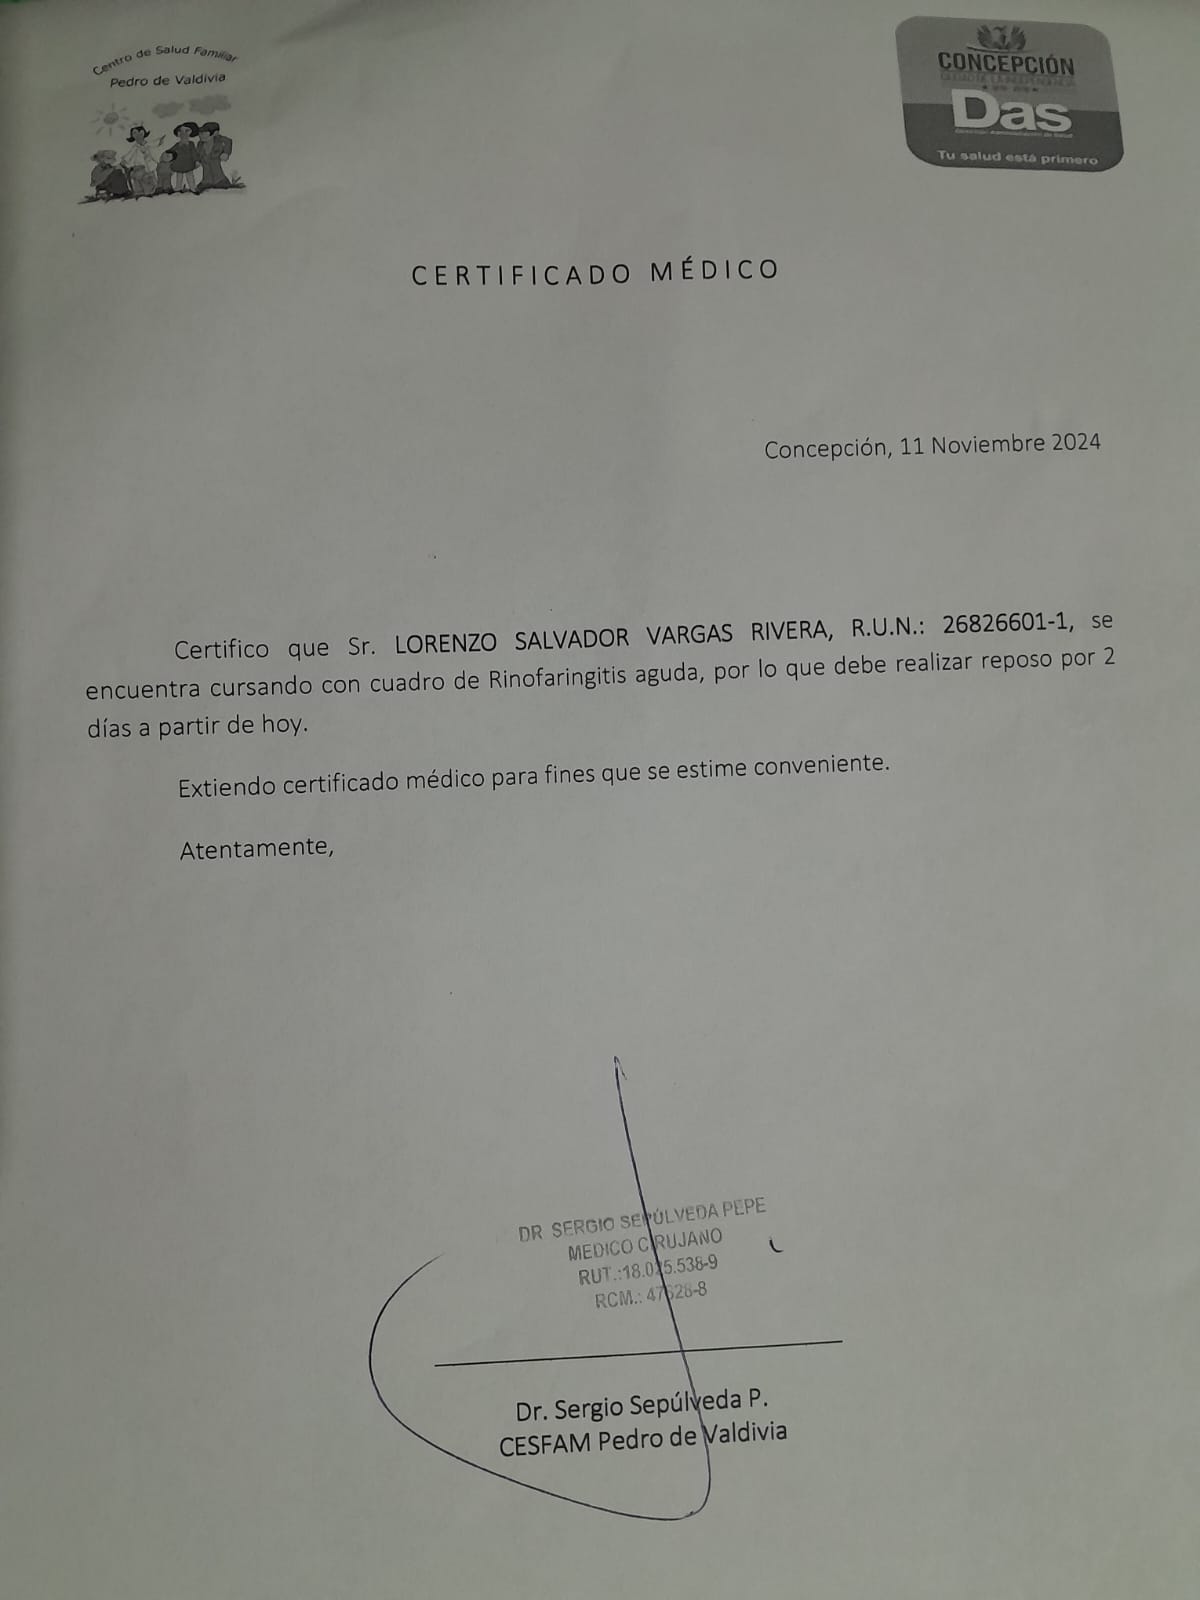 Centro de Salud Familiar
Pedro de Valdivia
CONCEPCIÓN
Das
Tu salud está primero
CERTIFICADO MÉDICO
Concepción, 11 Noviembre 2024
Certifico que Sr. LORENZO SALVADOR VARGAS RIVERA, R.U.N.: 26826601-1, se
encuentra cursando con cuadro de Rinofaringitis aguda, por lo que debe realizar reposo por 2
días a partir de hoy.
Extiendo certificado médico para fines que se estime conveniente.
Atentamente,
DR SERGIO SEPÚLVEDA PEPE
MEDICO CIRUJANO
RUT.:
RCM.:
Dr. Sergio Sepúlveda P.
CESFAM Pedro de Valdivia